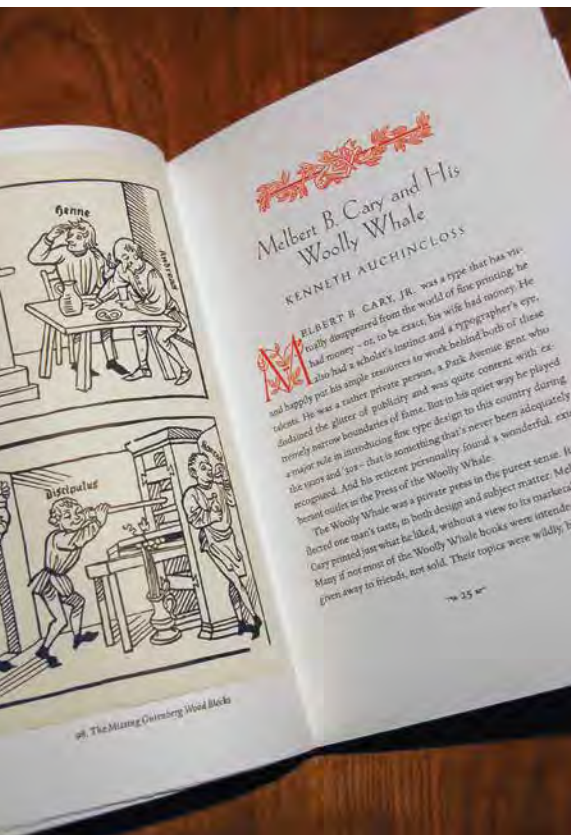 Henne
Discipulus
98. The Missing Gutenberg Wood Blocks
Melbert B. Cary and His
Woolly Whale
KENNETH AUCHINCLOSS
MELBERT B. CARY, JR. was a type that has vir-
tually disappeared from the world of fine printing: he
had money – or, to be exact, his wife had money. He
also had a scholar's instinct and a typographer's eye,
and happily put his ample resources to work behind both of these
talents. He was a rather private person, a Park Avenue gent who
disdained the glitter of publicity and was quite content with ex-
tremely narrow boundaries of fame. But in his quiet way he played
a major role in introducing fine type design to this country during
the 1920s and '30s – that is something that's never been adequately
recognized. And his reticent personality found a wonderful, exu
berant outlet in the Press of the Woolly Whale.
The Woolly Whale was a private press in the purest sense. It
flected one man's taste, in both design and subject matter. Mel
Cary printed just what he liked, without a view to its marketa
Many if not most of the Woolly Whale books were intende
given away to friends, not sold. Their topics were wildly, b
25